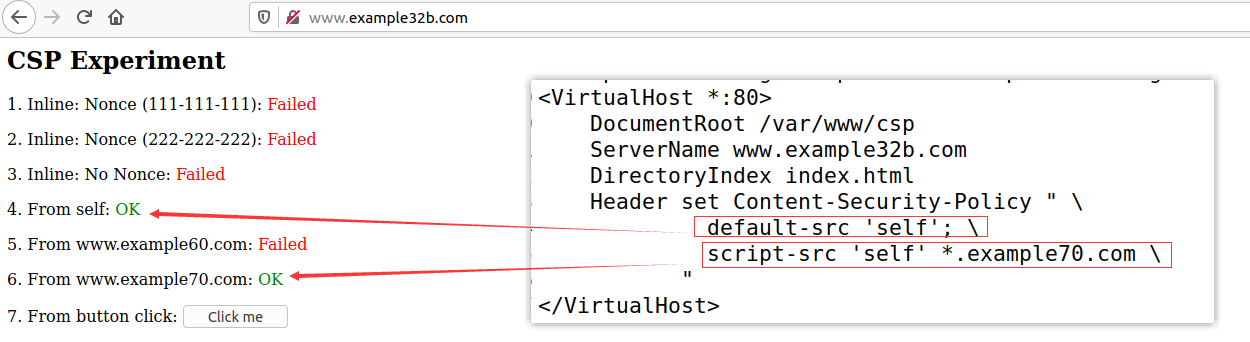 www.example32b.com
CSP Experiment
1. Inline: Nonce (111-111-111): Failed
2. Inline: Nonce (222-222-222): Failed
3. Inline: No Nonce: Failed
4. From self: OK
5. From www.example60.com: Failed
6. From www.example70.com: OK
7. From button click: Click me
<VirtualHost *:80>
DocumentRoot /var/www/csp
ServerName www.example32b.com
DirectoryIndex index.html
Header set Content-Security-Policy " \
default-src 'self'; \
script-src 'self' *.example70.com \
"
</VirtualHost>